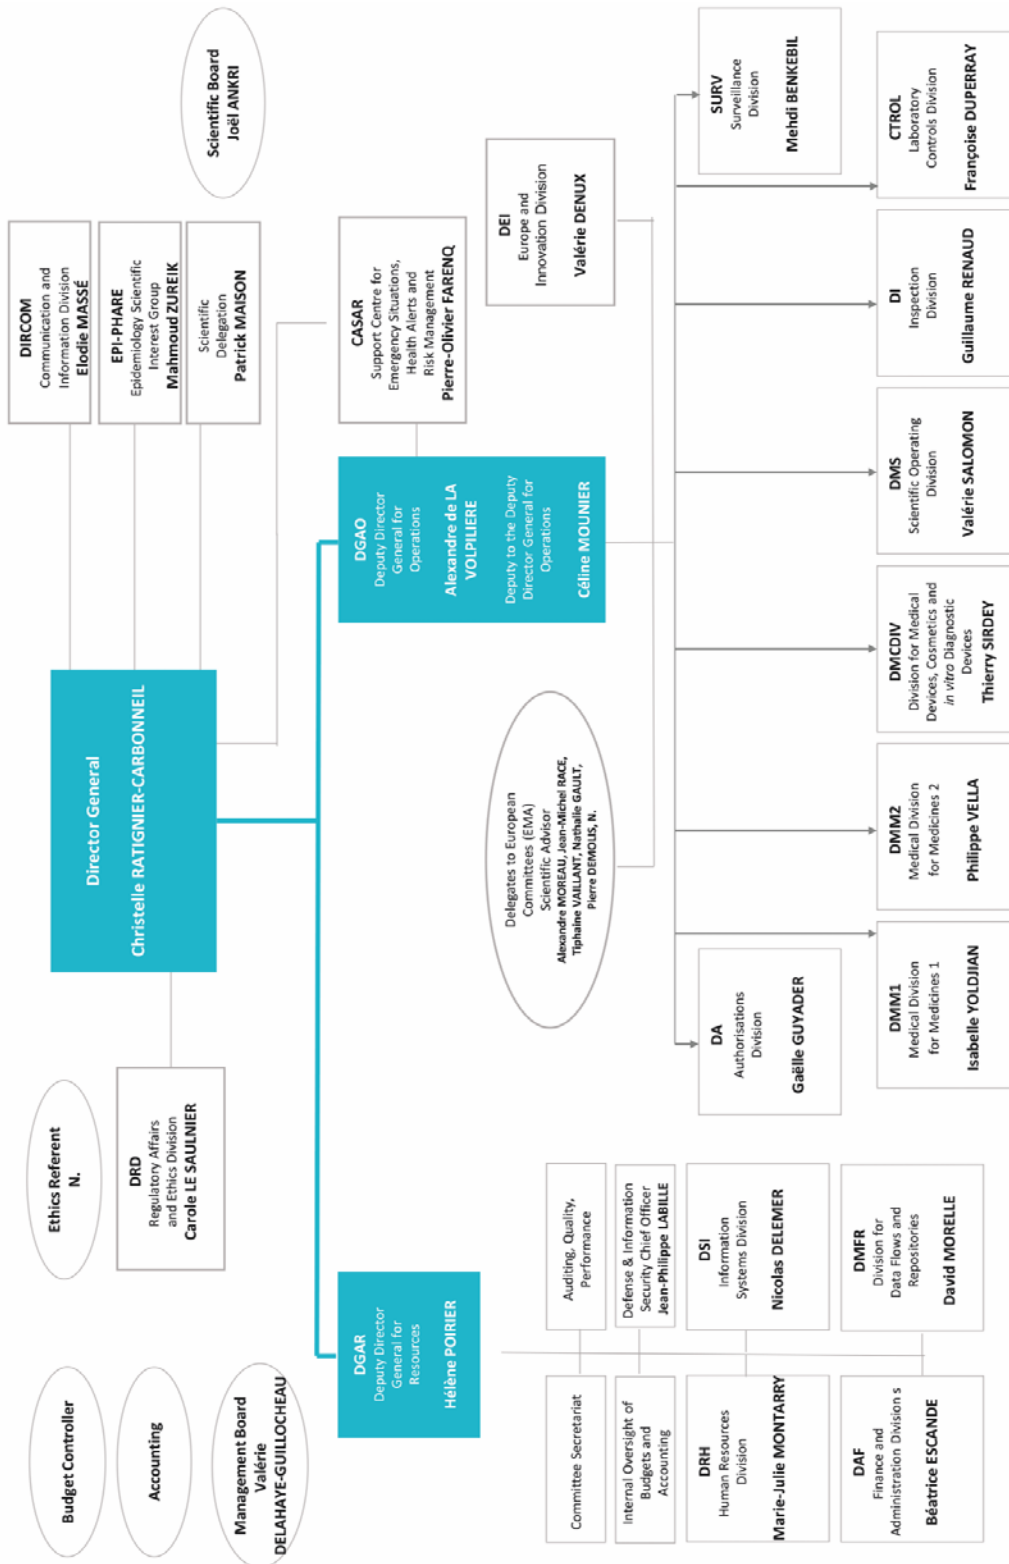 Budget Controller
Accounting
Management Board
Valérie
DELAHAYE-GUILLOCHEAU
Ethics Referent
N.
DRD
Regulatory Affairs
and Ethics Division
Carole LE SAULNIER
Director General
Christelle RATIGNIER-CARBONNEIL
DIRCOM
Communication and
Information Division
Elodie MASSÉ
EPI-PHARE
Epidemiology Scientific
Interest Group
Mahmoud ZUREIK
Scientific
Delegation
Patrick MAISON
Scientific Board
Joël ANKRI
DGAR
Deputy Director
General for
Resources
Hélène POIRIER
DGAO
Deputy Director
General for
Operations
Alexandre de LA
VOLPILIERE
Deputy to the Deputy
Director General for
Operations
Céline MOUNIER
CASAR
Support Centre for
Emergency Situations,
Health Alerts and
Risk Management
Pierre-Olivier FARENQ
Delegates to European
Committees (EMA)
Scientific Advisor
Alexandre MOREAU, Jean-Michel RACE,
Tiphaine VAILLANT, Nathalie GAULT,
Pierre DEMOLIS, N.
DEI
Europe and
Innovation Division
Valérie DENUX
Committee Secretariat
Auditing, Quality,
Performance
Internal Oversight of
Budgets and
Accounting
Defense & Information
Security Chief Officer
Jean-Philippe LABILLE
DRH
Human Resources
Division
Marie-Julie MONTARRY
DSI
Information
Systems Division
Nicolas DELEMER
DAF
Finance and
Administration Division s
Béatrice ESCANDE
DMFR
Division for
Data Flows and
Repositories
David MORELLE
DA
Authorisations
Division
Gaëlle GUYADER
SURV
Surveillance
Division
Mehdi BENKEBIL
DMM1
Medical Division
for Medicines 1
Isabelle YOLDJIAN
DMM2
Medical Division
for Medicines 2
Philippe VELLA
DMCDIV
Division for Medical
Devices, Cosmetics and
in vitro Diagnostic
Devices
Thierry SIRDEY
DMS
Scientific Operating
Division
Valérie SALOMON
DI
Inspection
Division
Guillaume RENAUD
CTROL
Laboratory
Controls Division
Françoise DUPERRAY